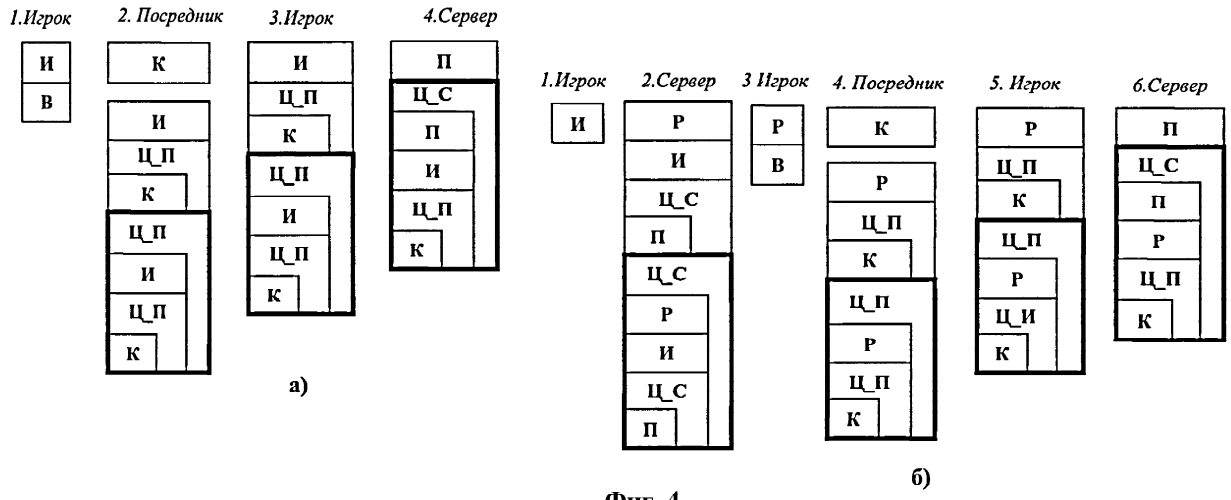 1.Игрок
И
В
2. Посредник
К
И
Ц_П
К
Ц_П
И
Ц_П
К
3.Игрок
И
Ц_П
К
Ц_П
И
Ц_П
К
4.Сервер
П
Ц_С
П
И
Ц_П
К
а)
1.Игрок
И
2.Сервер
Р
И
Ц_С
П
Ц_С
Р
И
Ц_С
П
3 Игрок
Р
В
4. Посредник
К
Р
Ц_П
К
Ц_П
Р
Ц_П
К
5. Игрок
Р
Ц_П
К
Ц_П
Р
Ц_И
К
6.Сервер
П
Ц_С
П
Р
Ц_П
К
б)
Фиг. 4